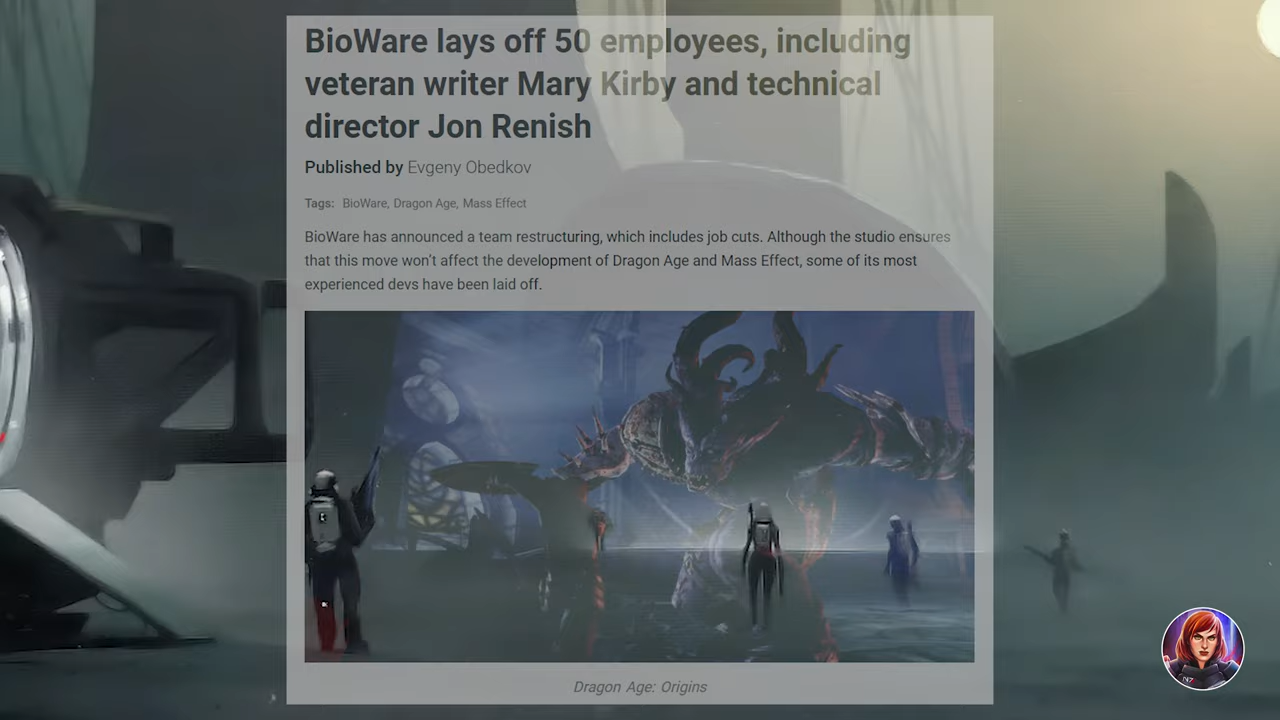 BioWare lays off 50 employees, including
veteran writer Mary Kirby and technical
director Jon Renish
Published by Evgeny Obedkov
Tags: BioWare, Dragon Age, Mass Effect
BioWare has announced a team restructuring, which includes job cuts. Although the studio ensures
that this move won't affect the development of Dragon Age and Mass Effect, some of its most
experienced devs have been laid off.
Dragon Age: Origins
N7